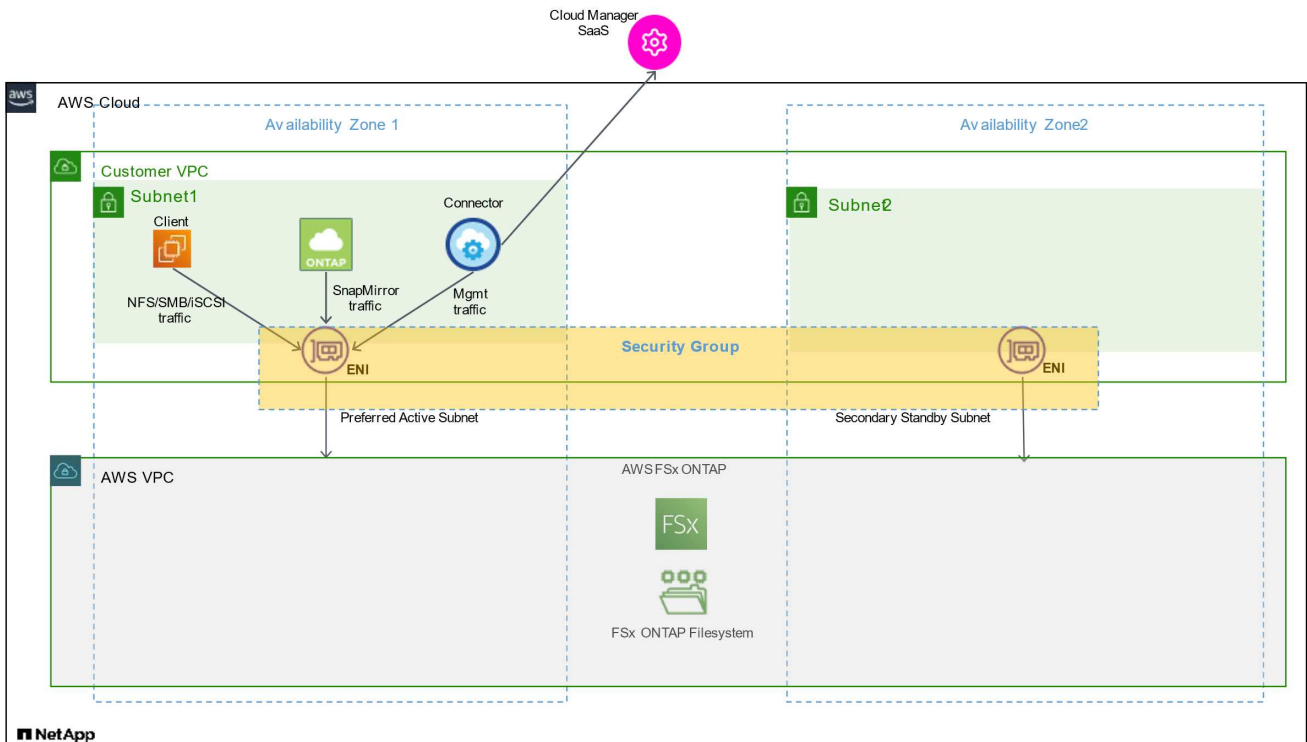 Cloud Manager
SaaS
aws
AWS Cloud
Availability Zone 1
Availability Zone2
Customer VPC
Subnet1
Subnet2
Client
Connector
ONTAP
NFS/SMB/iSCSI
traffic
SnapMirror
traffic
Mgmt
traffic
Security Group
ENI
ENI
Preferred Active Subnet
Secondary Standby Subnet
AWS VPC
AWS FSx ONTAP
FSx
FSx ONTAP Filesystem
NetApp